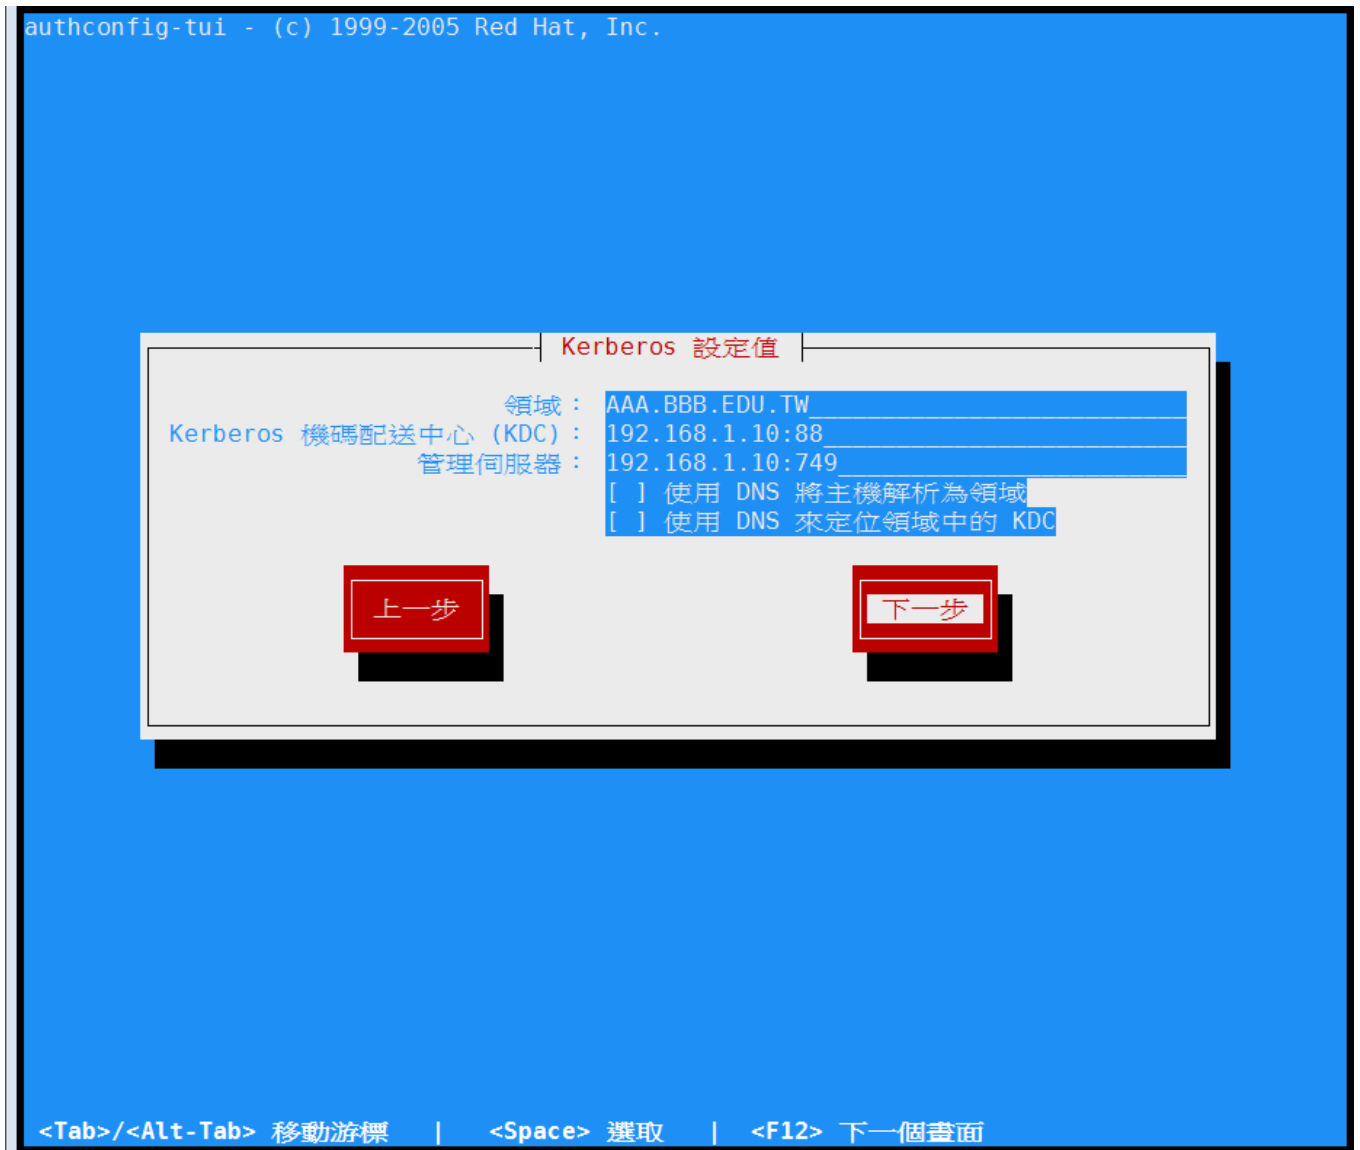 authconfig-tui - (c) 1999-2005 Red Hat, Inc.
Kerberos 設定值
領域： AAA.BBB.EDU.TW
Kerberos 機碼配送中心 (KDC)： 192.168.1.10:88
管理伺服器： 192.168.1.10:749
[ ] 使用 DNS 將主機解析為領域
[ ] 使用 DNS 來定位領域中的 KDC
上一步 下一步
<Tab>/<Alt-Tab> 移動游標 | <Space> 選取 | <F12> 下一個畫面